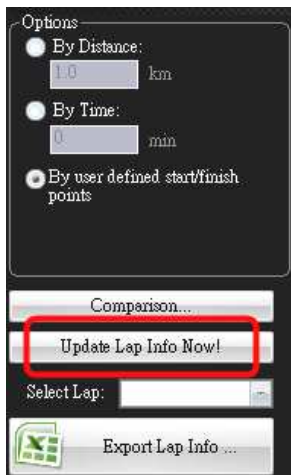 Options
By Distance:
1.0 km
By Time:
0 min
By user defined start/finish
points
Comparison...
Update Lap Info Now!
Select Lap:
Export Lap Info ...